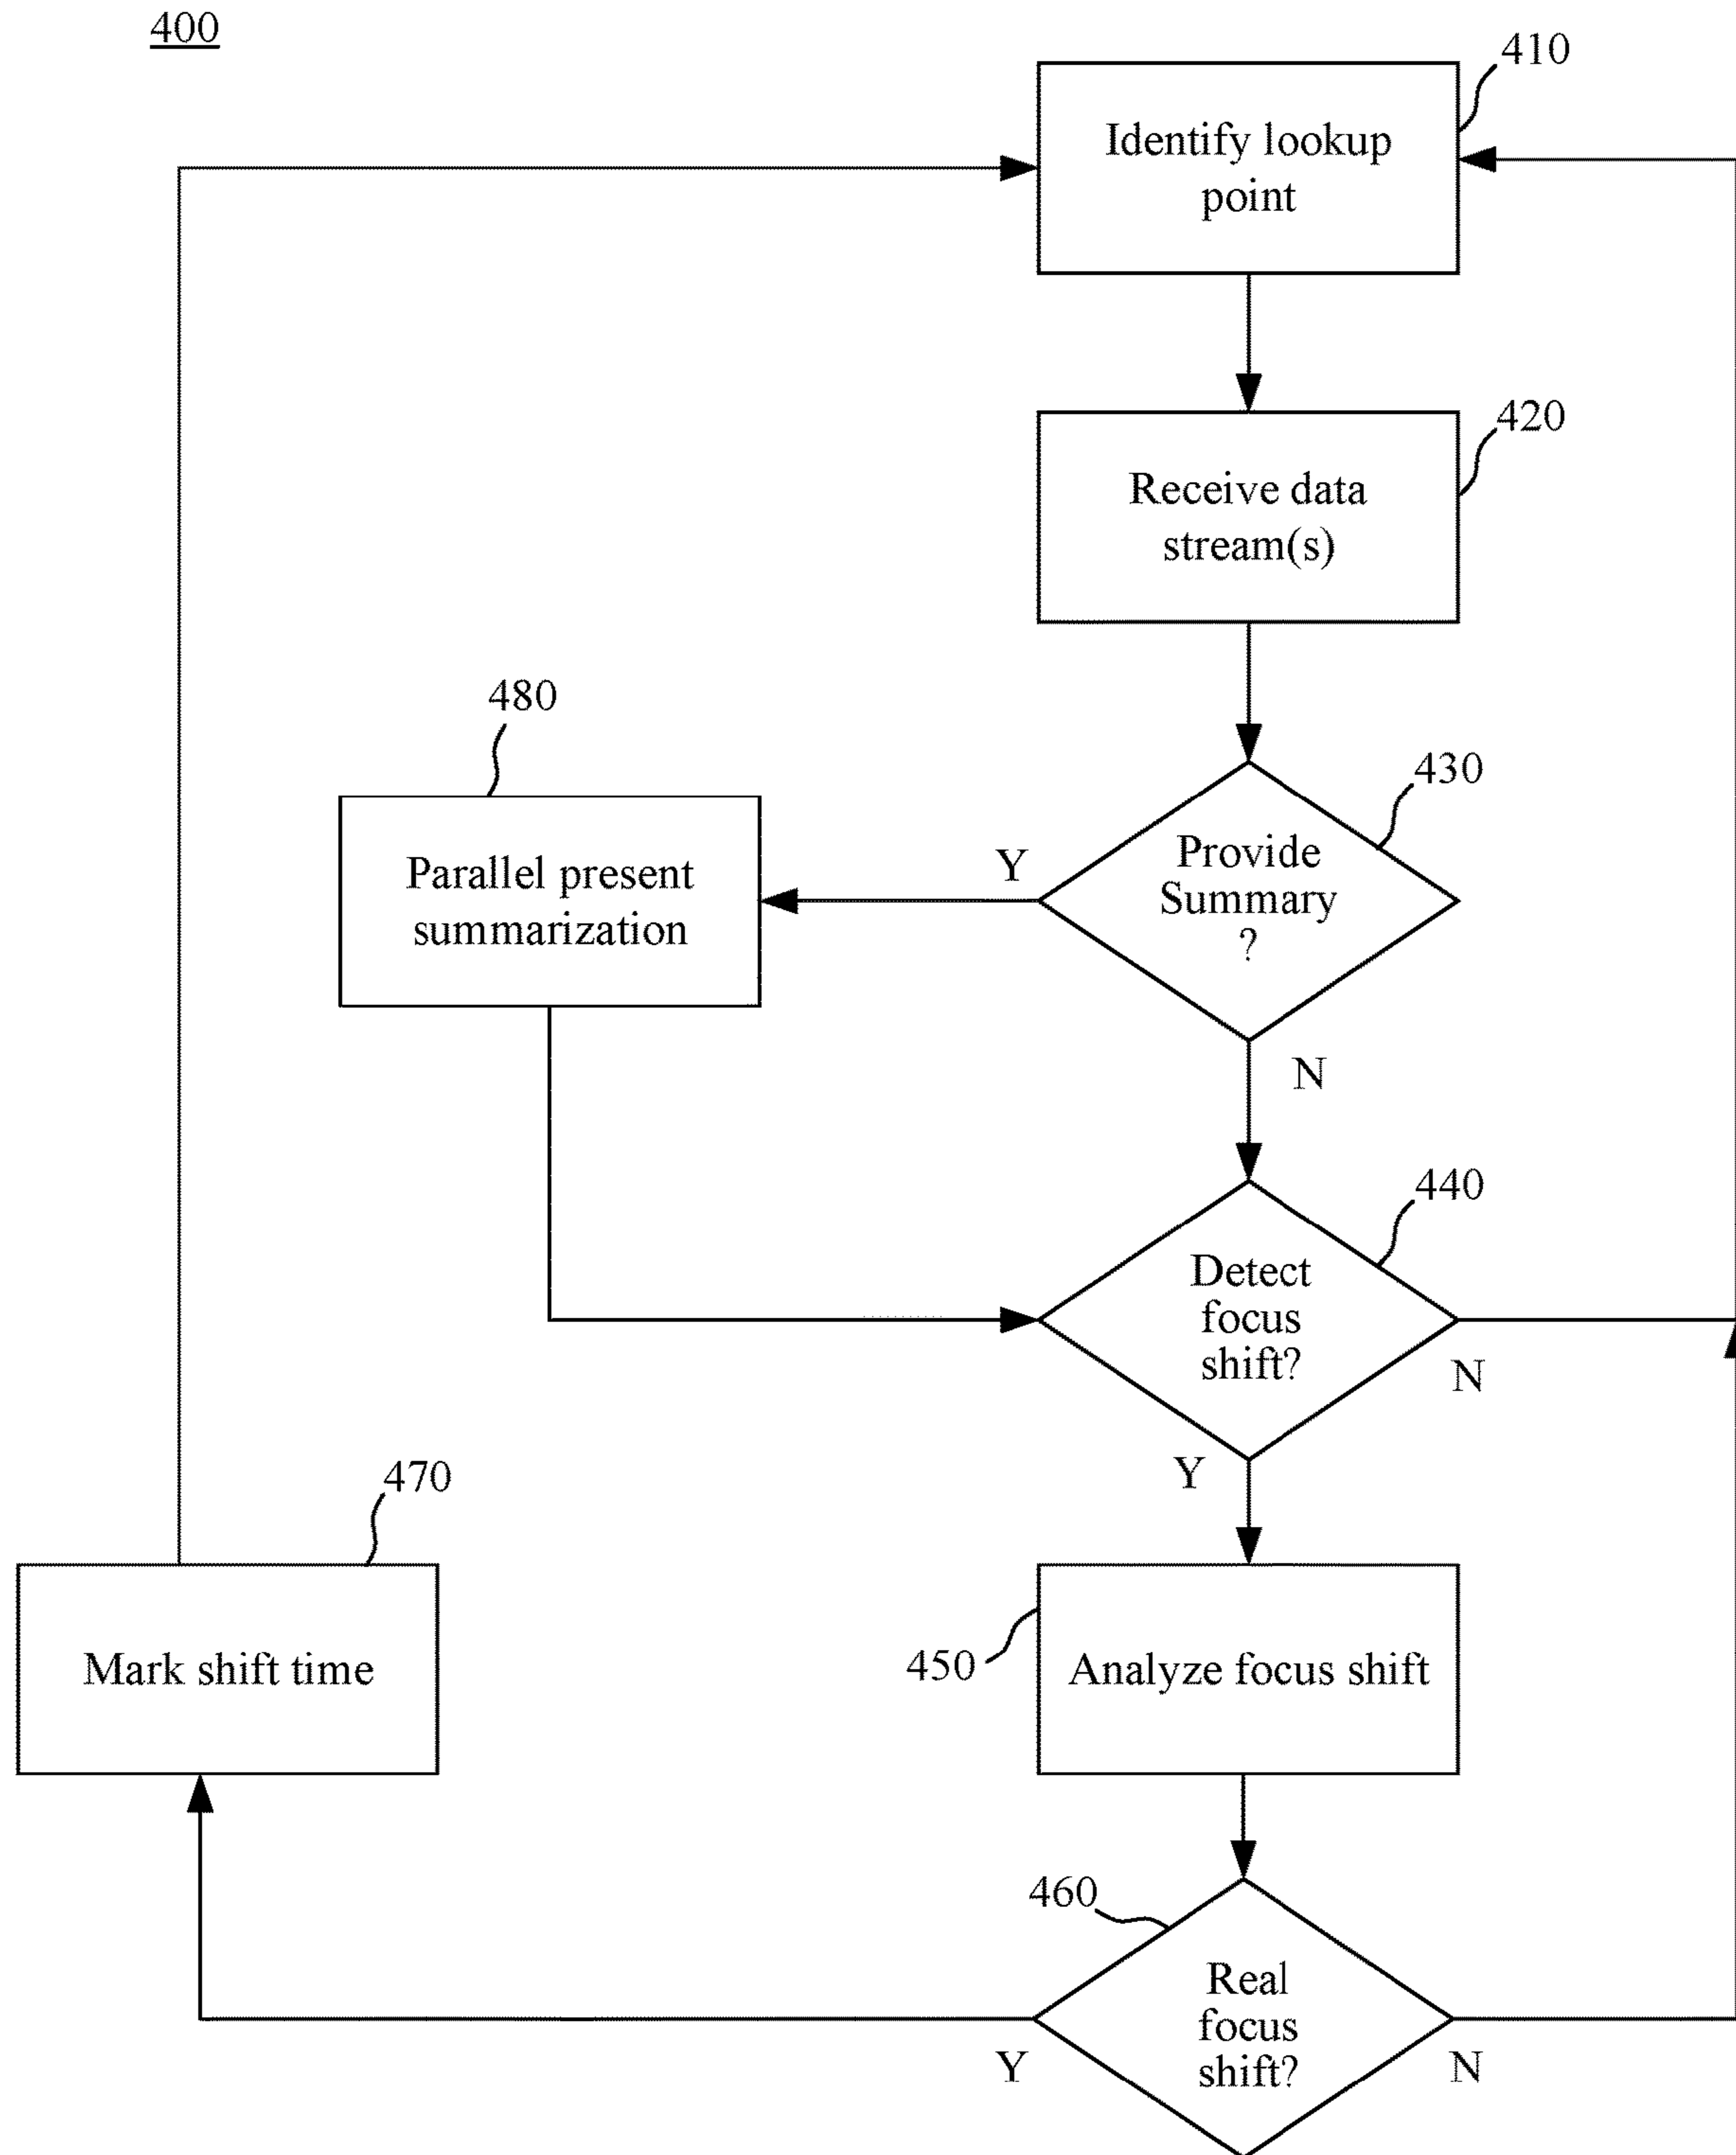 400
410
Identify lookup
point
420
Receive data
stream(s)
480
430
Parallel present
summarization
Y
Provide
Summary
?
N
440
Detect
focus
shift?
N
Y
470
Mark shift time
450
Analyze focus shift
460
Real
focus
shift?
Y
N